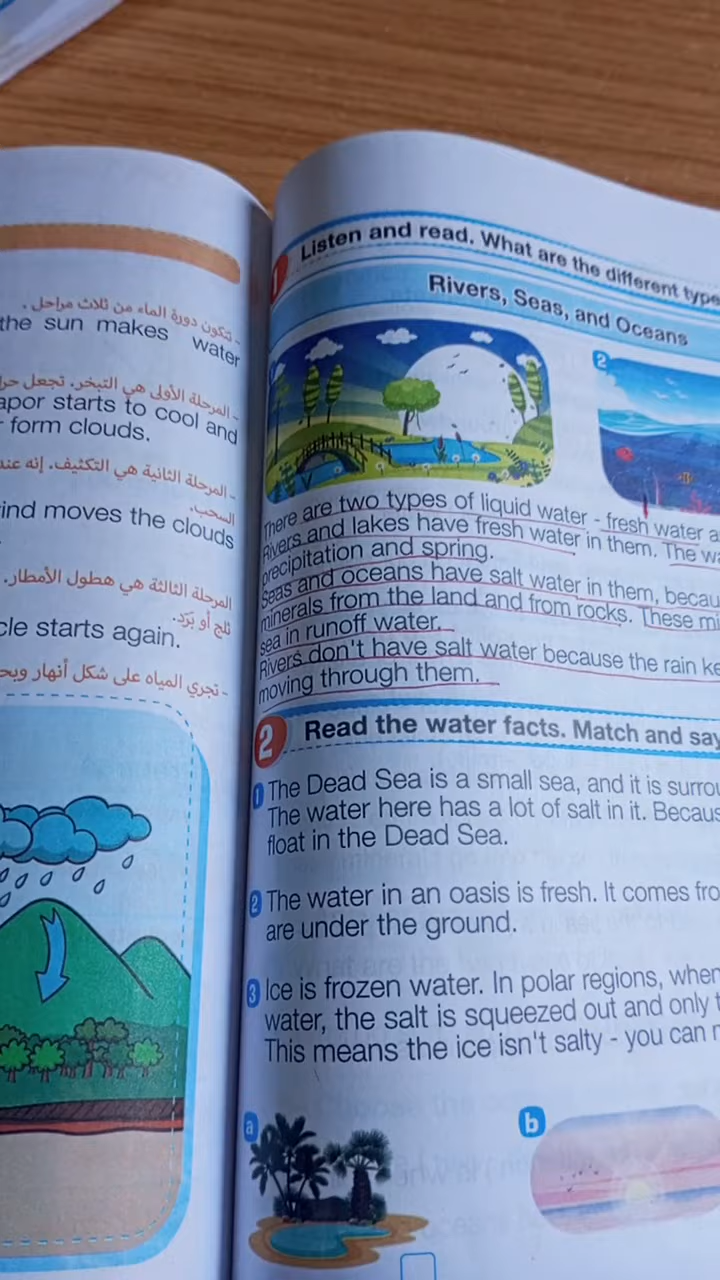 - تتكون دورة الماء من ثلاث مراحل.
the sun makes water
- المرحلة الأولى هي التبخر. تجعل
apor starts to cool and
form clouds.
- المرحلة الثانية هي التكثيف. إنه
السحب.
ind moves the clouds
المرحلة الثالثة هي هطول الأمطار.
ثلج أو بَرَد.
cle starts again.
- تجري المياه على شكل أنهار
1 Listen and read. What are the different type
Rivers, Seas, and Oceans
2
There are two types of liquid water - fresh water a
Rivers and lakes have fresh water in them. The wa
precipitation and spring.
Seas and oceans have salt water in them, becau
minerals from the land and from rocks. These mi
sea in runoff water.
Rivers don't have salt water because the rain ke
moving through them.
2 Read the water facts. Match and say
1 The Dead Sea is a small sea, and it is surrou
The water here has a lot of salt in it. Becaus
float in the Dead Sea.
2 The water in an oasis is fresh. It comes fro
are under the ground.
3 Ice is frozen water. In polar regions, when
water, the salt is squeezed out and only
This means the ice isn't salty - you can
a
b